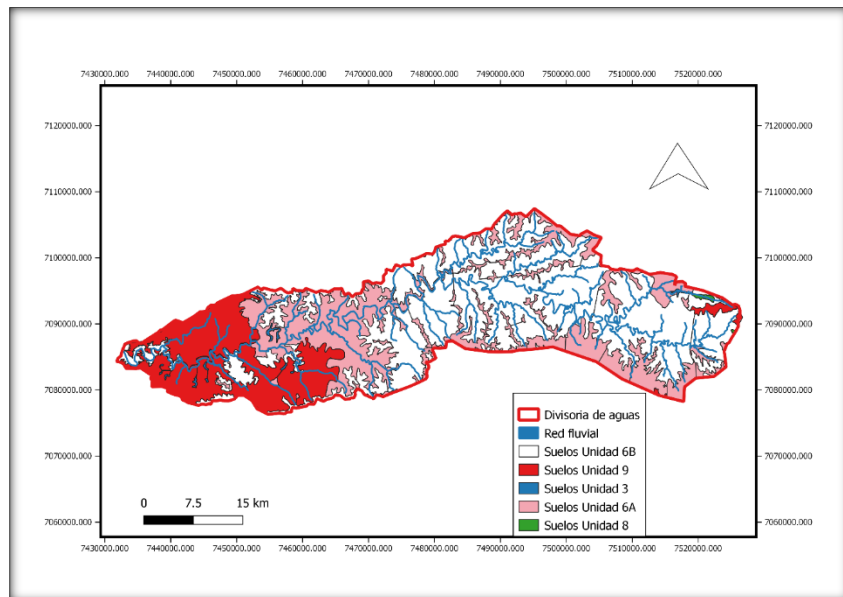 7430000.000 7440000.000 7450000.000 7460000.000 7470000.000 7480000.000 7490000.000 7500000.000 7510000.000 7520000.000
7120000.000 7120000.000
7110000.000 7110000.000
7100000.000 7100000.000
7090000.000 7090000.000
7080000.000 7080000.000
7070000.000 7070000.000
7060000.000 7060000.000
Divisoria de aguas
Red fluvial
Suelos Unidad 6B
Suelos Unidad 9
Suelos Unidad 3
Suelos Unidad 6A
Suelos Unidad 8
0 7.5 15 km
7430000.000 7440000.000 7450000.000 7460000.000 7470000.000 7480000.000 7490000.000 7500000.000 7510000.000 7520000.000